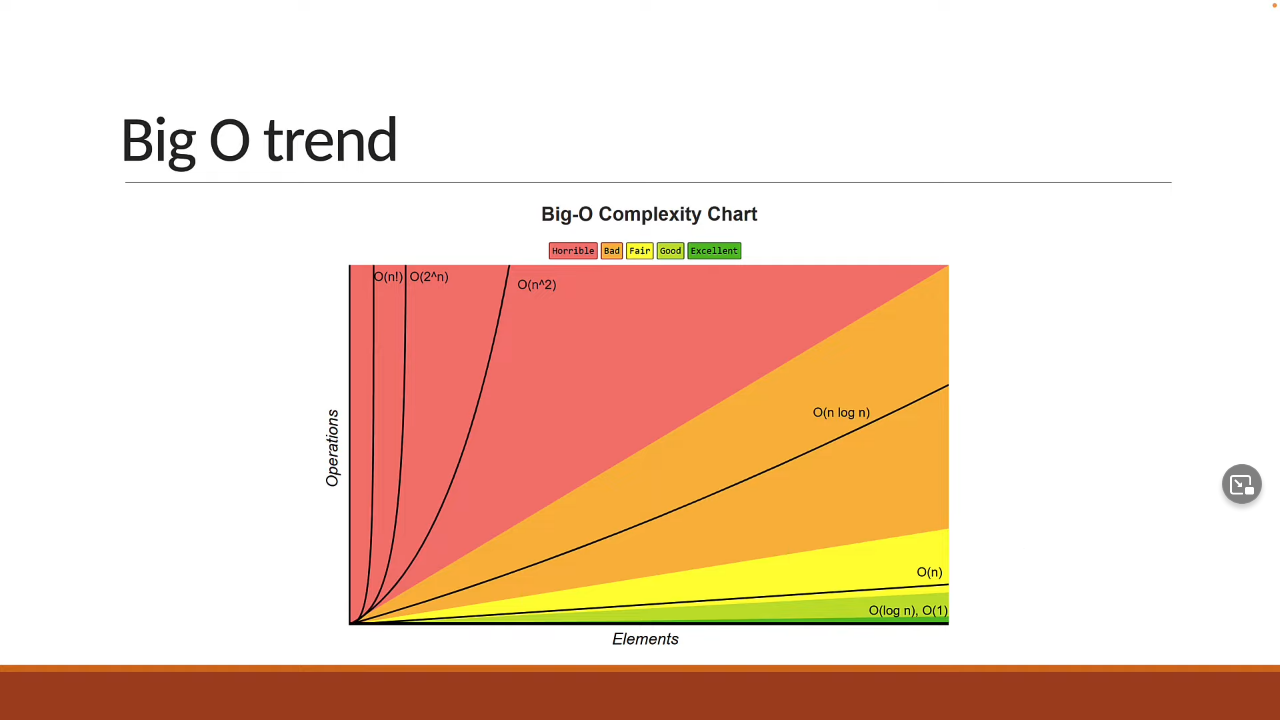 Big O trend
Big-O Complexity Chart
Horrible Bad Fair Good Excellent
O(n!) O(2^n)
O(n^2)
O(n log n)
Operations
O(n)
O(log n), O(1)
Elements